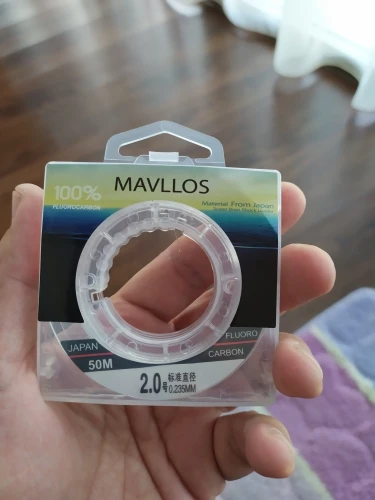 MAVLLOS
100%
FLUOROCARBON
Material From Japan
JAPAN
50M
FLUORO
CARBON
2.0号
标准直径
0.235MM